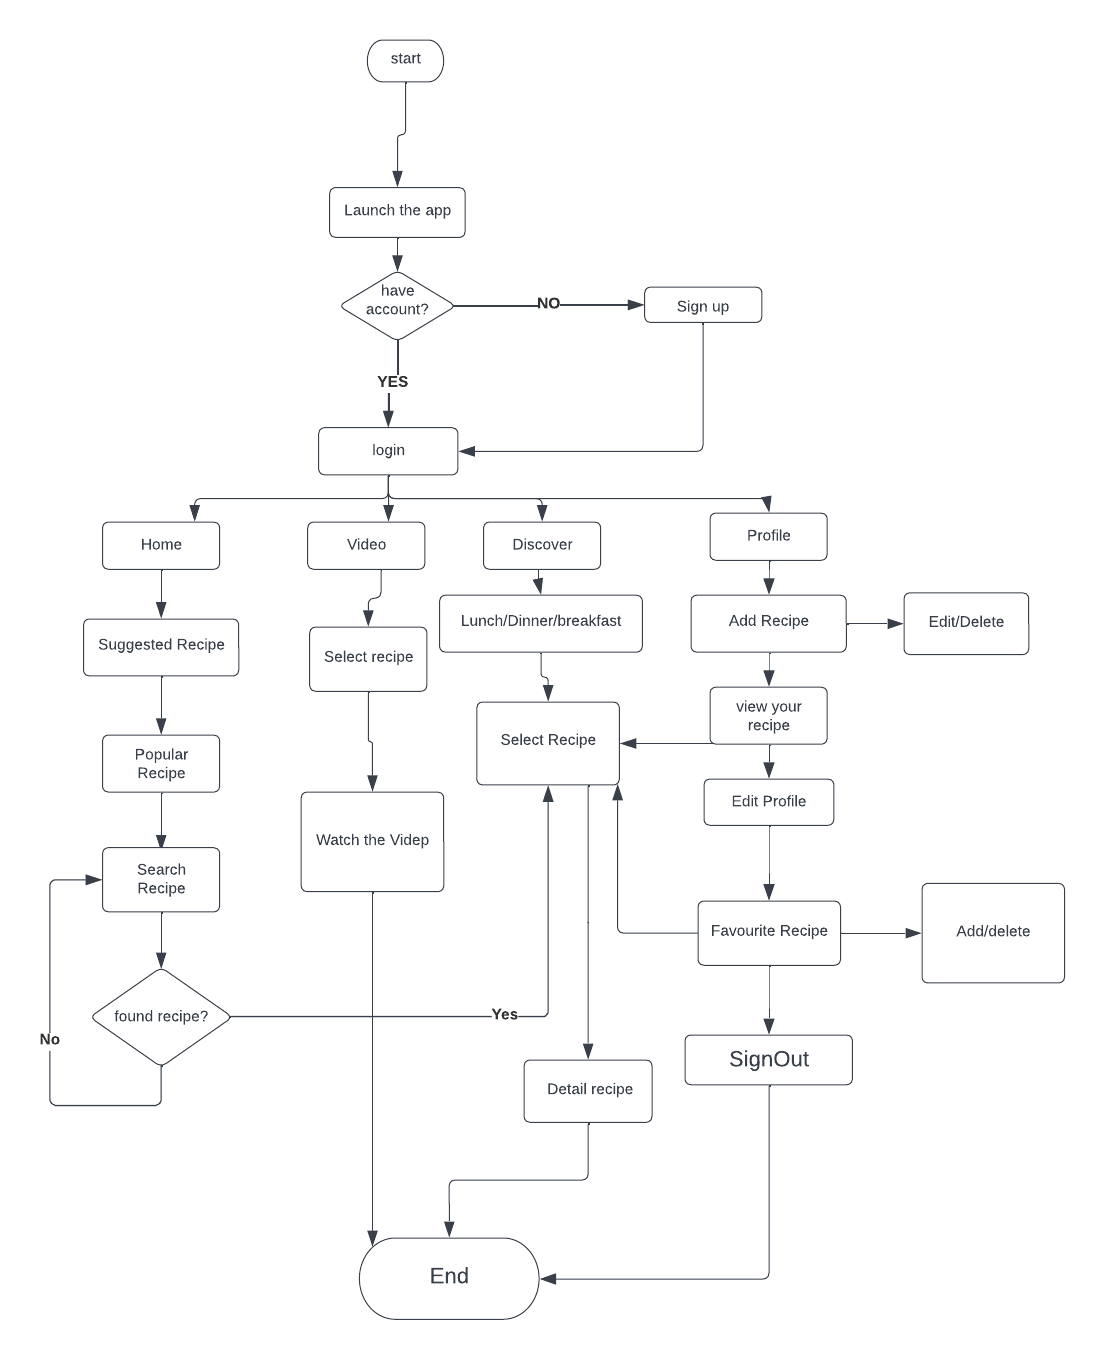 start
Launch the app
have
account?
NO
Sign up
YES
login
Home
Video
Discover
Profile
Suggested Recipe
Select recipe
Lunch/Dinner/breakfast
Add Recipe
Edit/Delete
Popular
Recipe
Select Recipe
view your
recipe
Edit Profile
Watch the Videp
Search
Recipe
Favourite Recipe
Add/delete
found recipe?
Yes
No
SignOut
Detail recipe
End